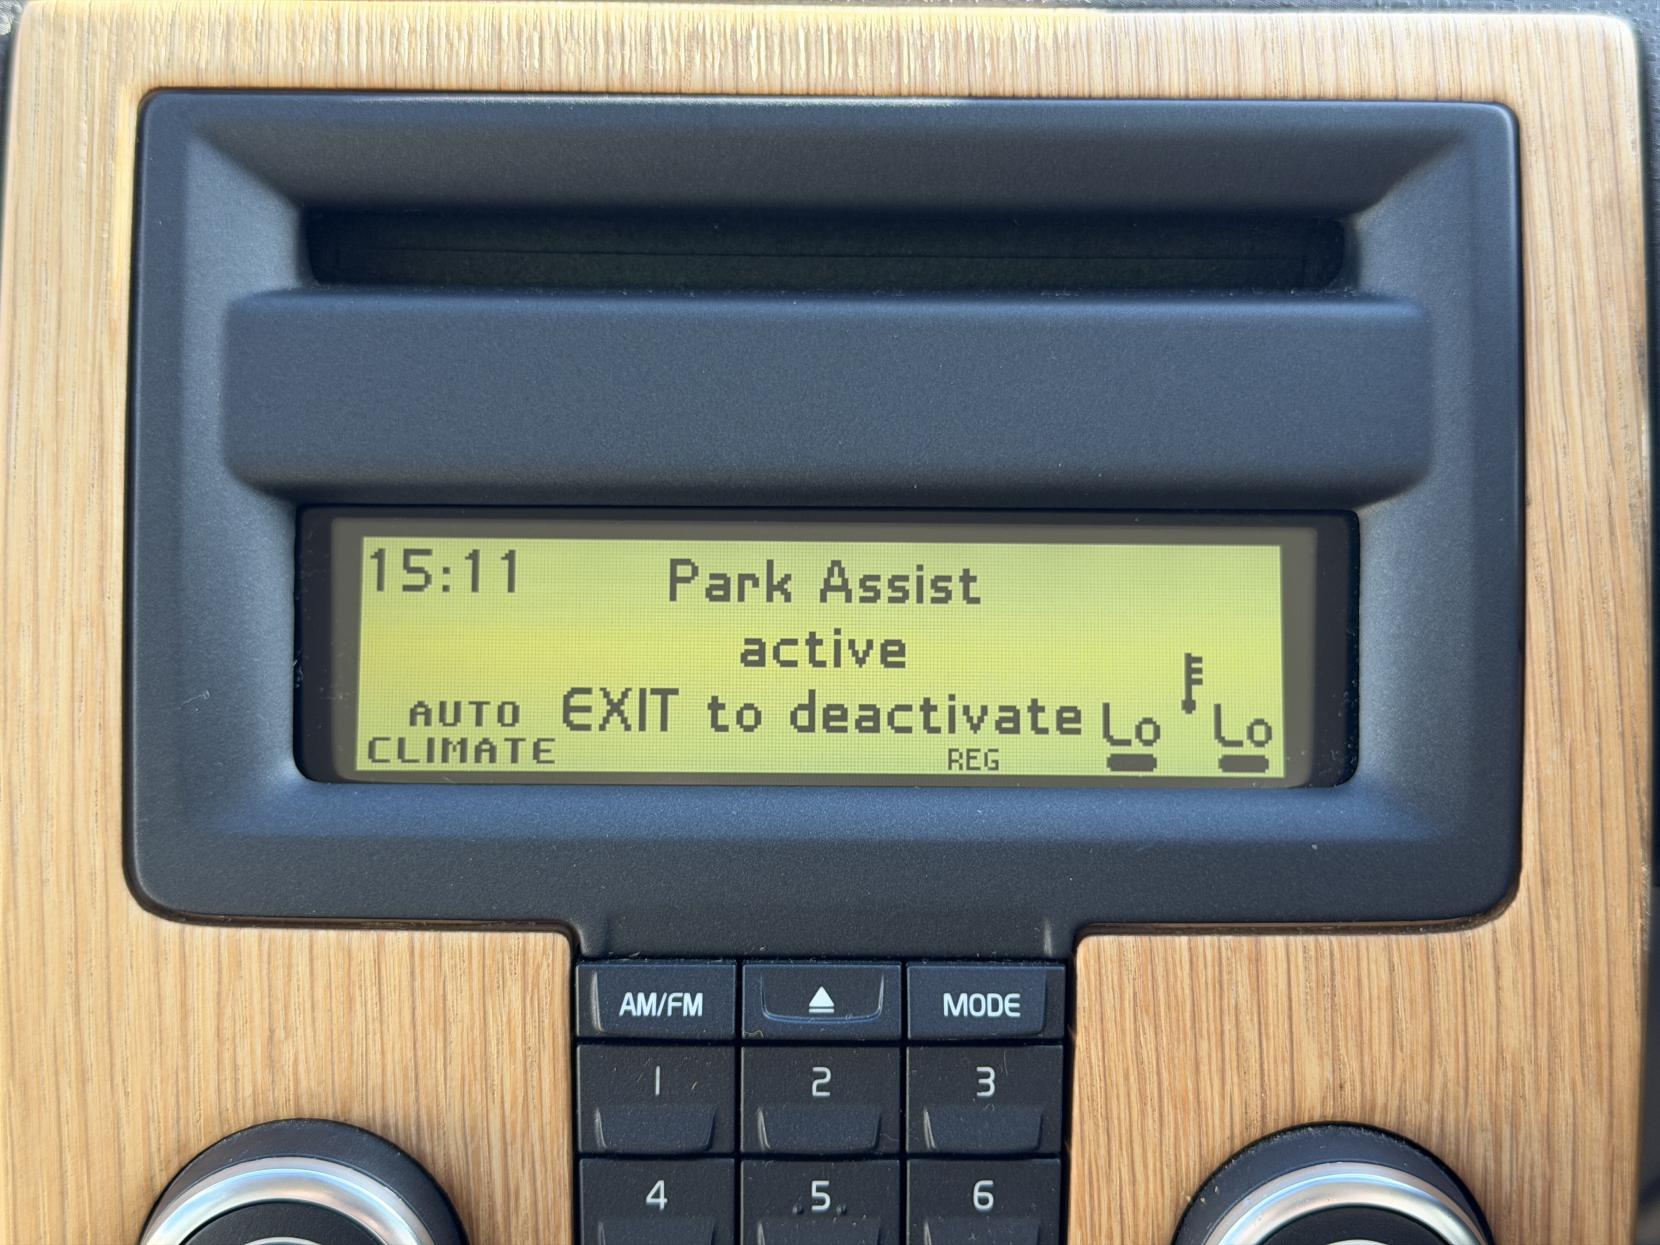 15:11
Park Assist
active
AUTO
CLIMATE
EXIT to deactivate
REG
Lo
Lo
AM/FM
MODE
1
2
3
4
5
6